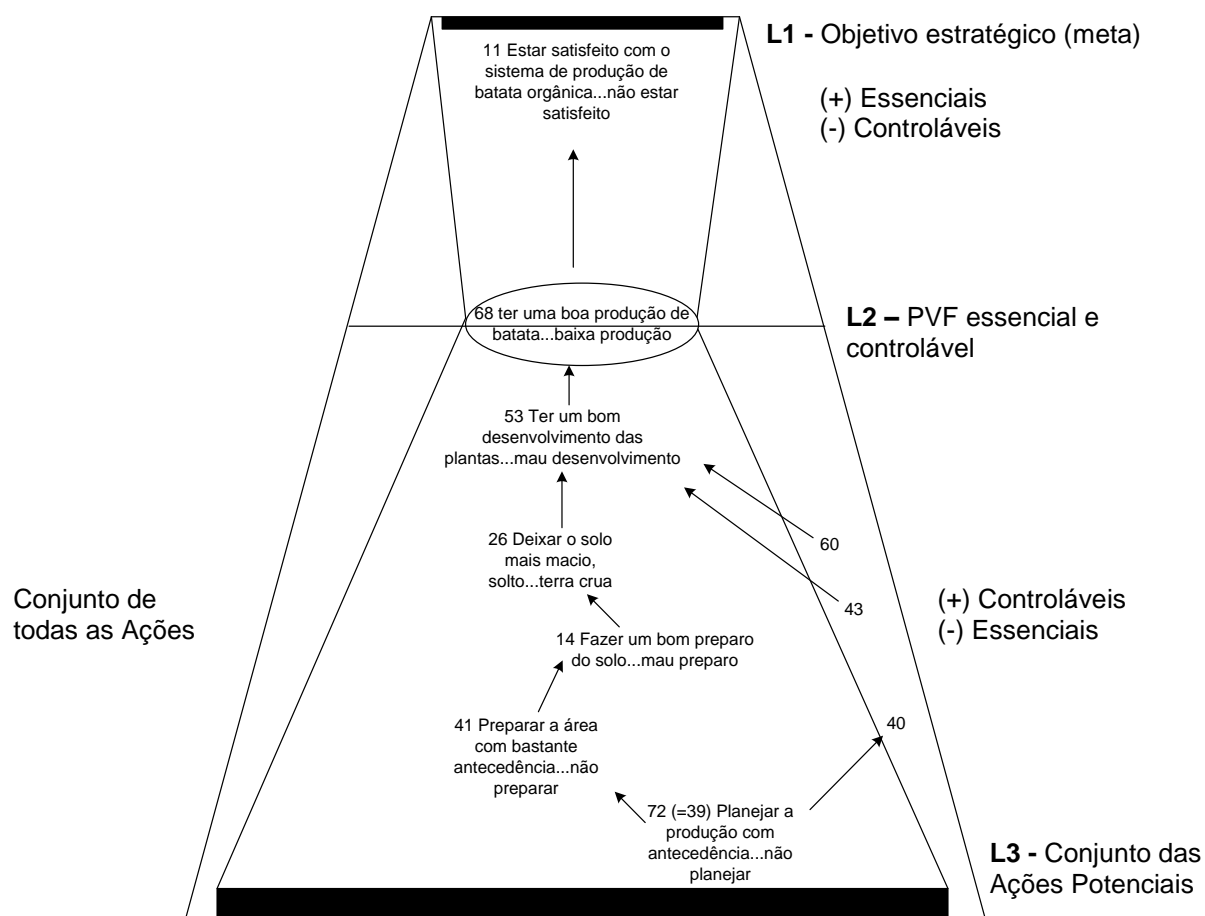 L1 - Objetivo estratégico (meta)
11 Estar satisfeito com o
sistema de produção de
batata orgânica...não estar
satisfeito
(+) Essenciais
(-) Controláveis
68 ter uma boa produção de
batata...baixa produção
L2 – PVF essencial e
controlável
53 Ter um bom
desenvolvimento das
plantas...mau desenvolvimento
26 Deixar o solo
mais macio,
solto...terra crua
60
43
Conjunto de
todas as Ações
(+) Controláveis
(-) Essenciais
14 Fazer um bom preparo
do solo...mau preparo
41 Preparar a área
com bastante
antecedência...não
preparar
40
72 (=39) Planejar a
produção com
antecedência...não
planejar
L3 - Conjunto das
Ações Potenciais